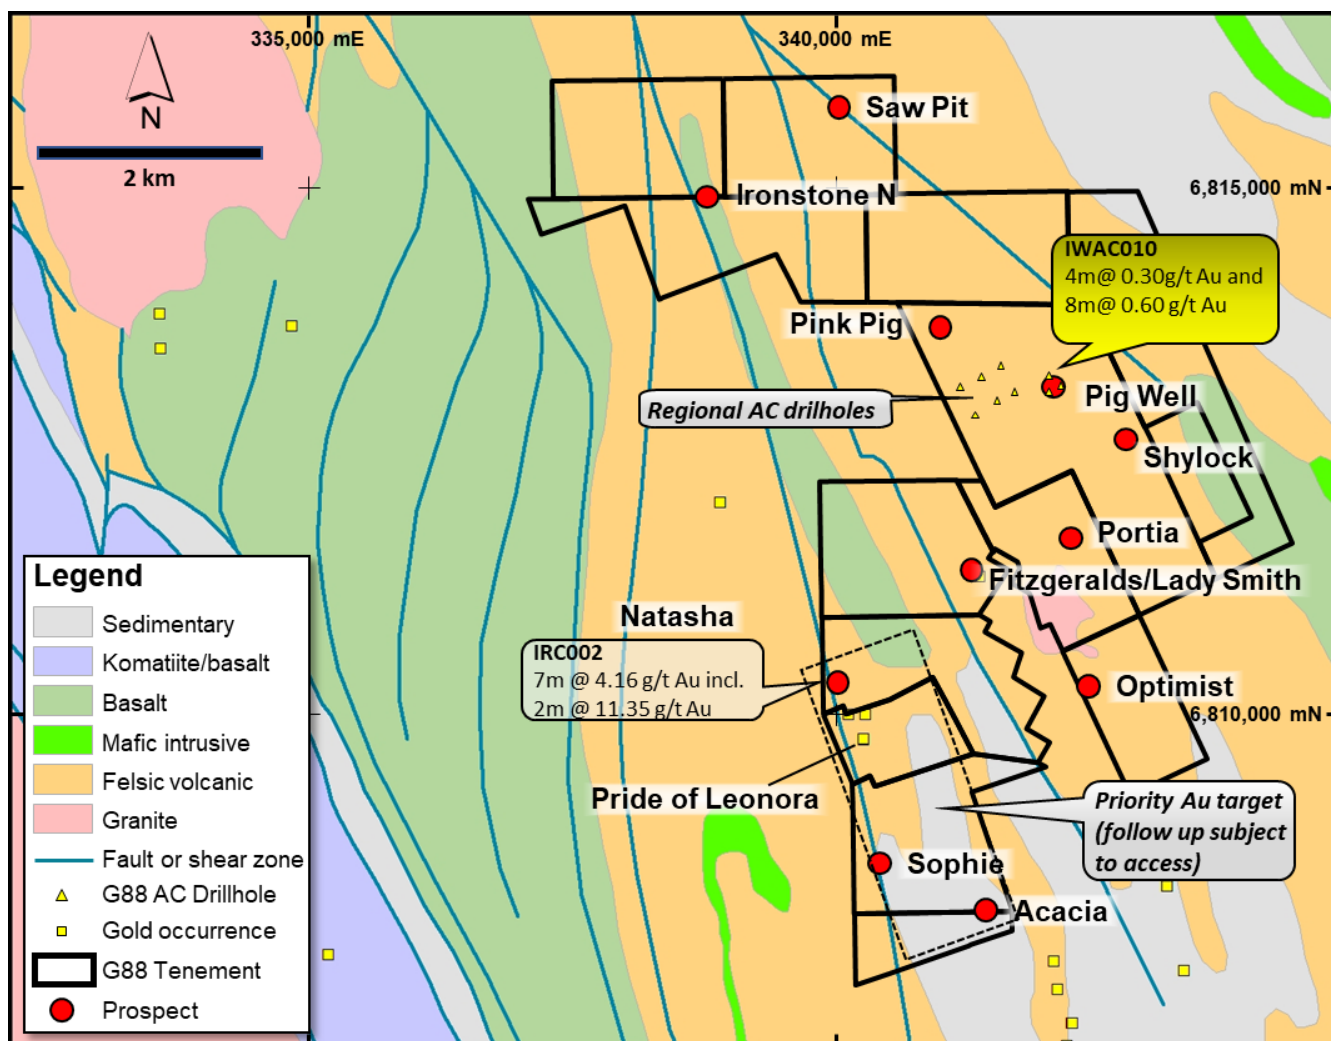 335,000 mE
340,000 mE
N
2 km
Saw Pit
Ironstone N
6,815,000 mN
IWAC010
4m@ 0.30g/t Au and
8m@ 0.60 g/t Au
Pink Pig
Regional AC drillholes
Pig Well
Shylock
Portia
Fitzgeralds/Lady Smith
Natasha
IRC002
7m @ 4.16 g/t Au incl.
2m @ 11.35 g/t Au
Optimist
6,810,000 mN
Pride of Leonora
Priority Au target
(follow up subject
to access)
Sophie
Acacia
Legend
Sedimentary
Komatiite/basalt
Basalt
Mafic intrusive
Felsic volcanic
Granite
Fault or shear zone
G88 AC Drillhole
Gold occurrence
G88 Tenement
Prospect